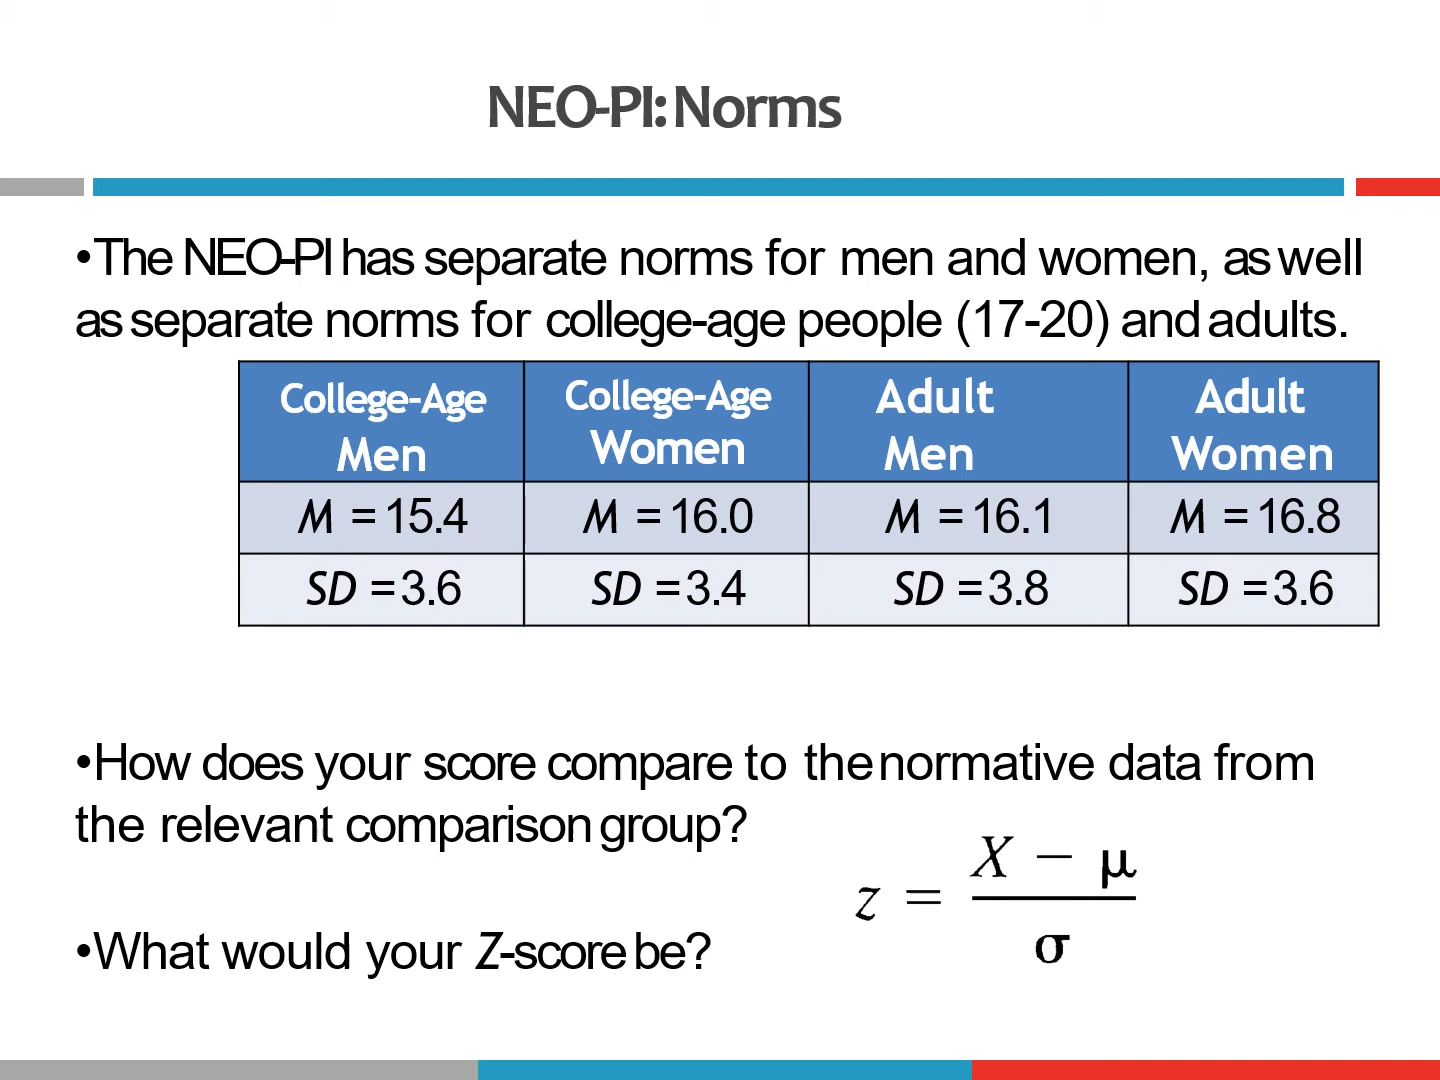 NEO-PI: Norms
•The NEO-PI has separate norms for men and women, as well
as separate norms for college-age people (17-20) and adults.
College-Age Men College-Age Women Adult Men Adult Women
M = 15.4 M = 16.0 M = 16.1 M = 16.8
SD = 3.6 SD = 3.4 SD = 3.8 SD = 3.6
•How does your score compare to the normative data from
the relevant comparison group?
•What would your Z-score be?
z = X − μ
σ